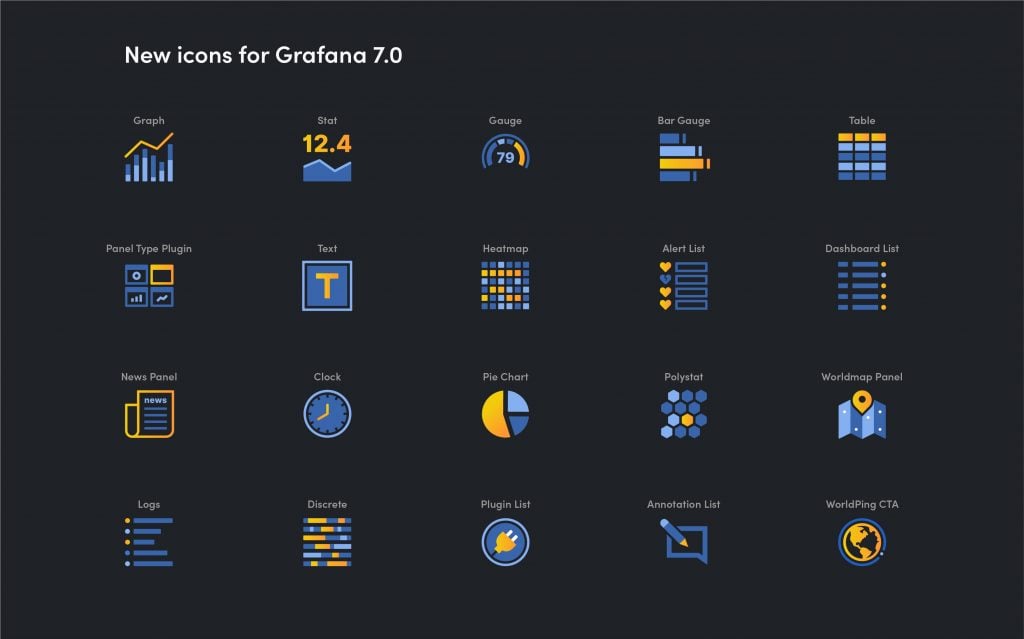 New icons for Grafana 7.0
Graph
Stat
Gauge
Bar Gauge
Table
12.4
79
Panel Type Plugin
Text
Heatmap
Alert List
Dashboard List
T
News Panel
Clock
Pie Chart
Polystat
Worldmap Panel
news
Logs
Discrete
Plugin List
Annotation List
WorldPing CTA